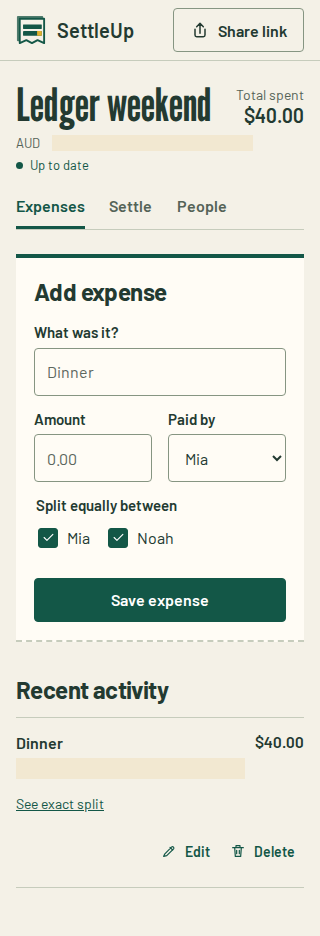 SettleUp
Share link
Ledger weekend
Total spent
$40.00
AUD
Up to date
Expenses Settle People
Add expense
What was it?
Dinner
Amount Paid by
0.00 Mia
Split equally between
Mia Noah
Save expense
Recent activity
Dinner $40.00
See exact split
Edit Delete